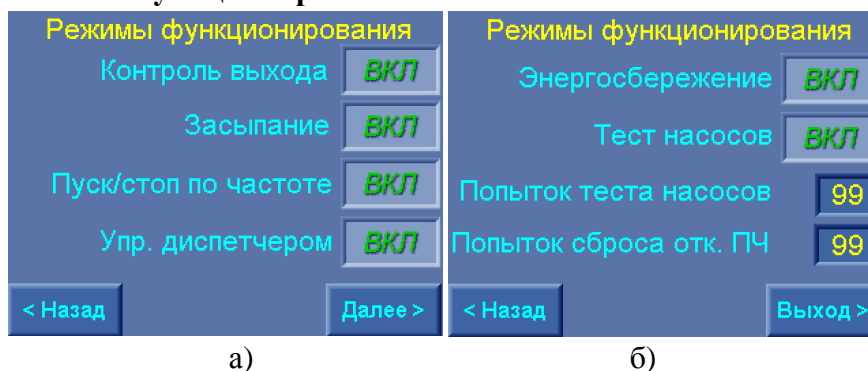 Режимы функционирования
Контроль выхода ВКЛ
Засыпание ВКЛ
Пуск/стоп по частоте ВКЛ
Упр. диспетчером ВКЛ
< Назад Далее >
а)
Режимы функционирования
Энергосбережение ВКЛ
Тест насосов ВКЛ
Попыток теста насосов 99
Попыток сброса отк. ПЧ 99
< Назад Выход >
б)